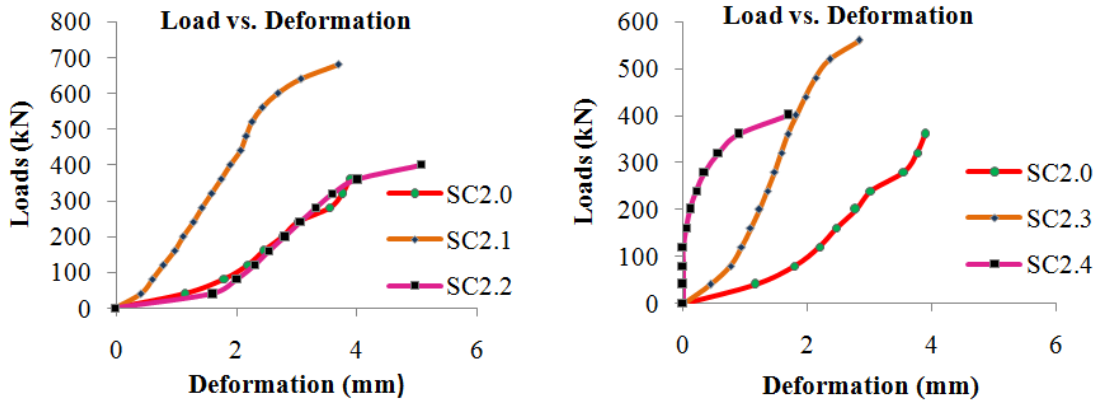 Load vs. Deformation
Loads (kN)
800
700
600
500
400
300
200
100
0
0 2 4 6
Deformation (mm)
SC2.0
SC2.1
SC2.2
Load vs. Deformation
Loads (kN)
600
500
400
300
200
100
0
0 2 4 6
Deformation (mm)
SC2.0
SC2.3
SC2.4